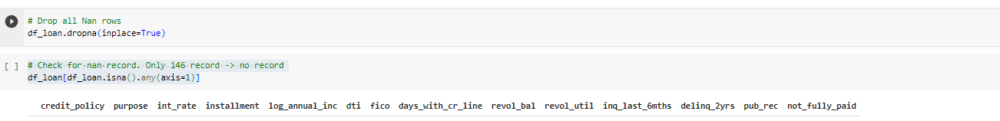 # Drop all Nan rows
df_loan.dropna(inplace=True)
[ ] # Check for nan record. Only 146 record -> no record
df_loan[df_loan.isna().any(axis=1)]
credit_policy purpose int_rate installment log_annual_inc dti fico days_with_cr_line revol_bal revol_util inq_last_6mths delinq_2yrs pub_rec not_fully_paid